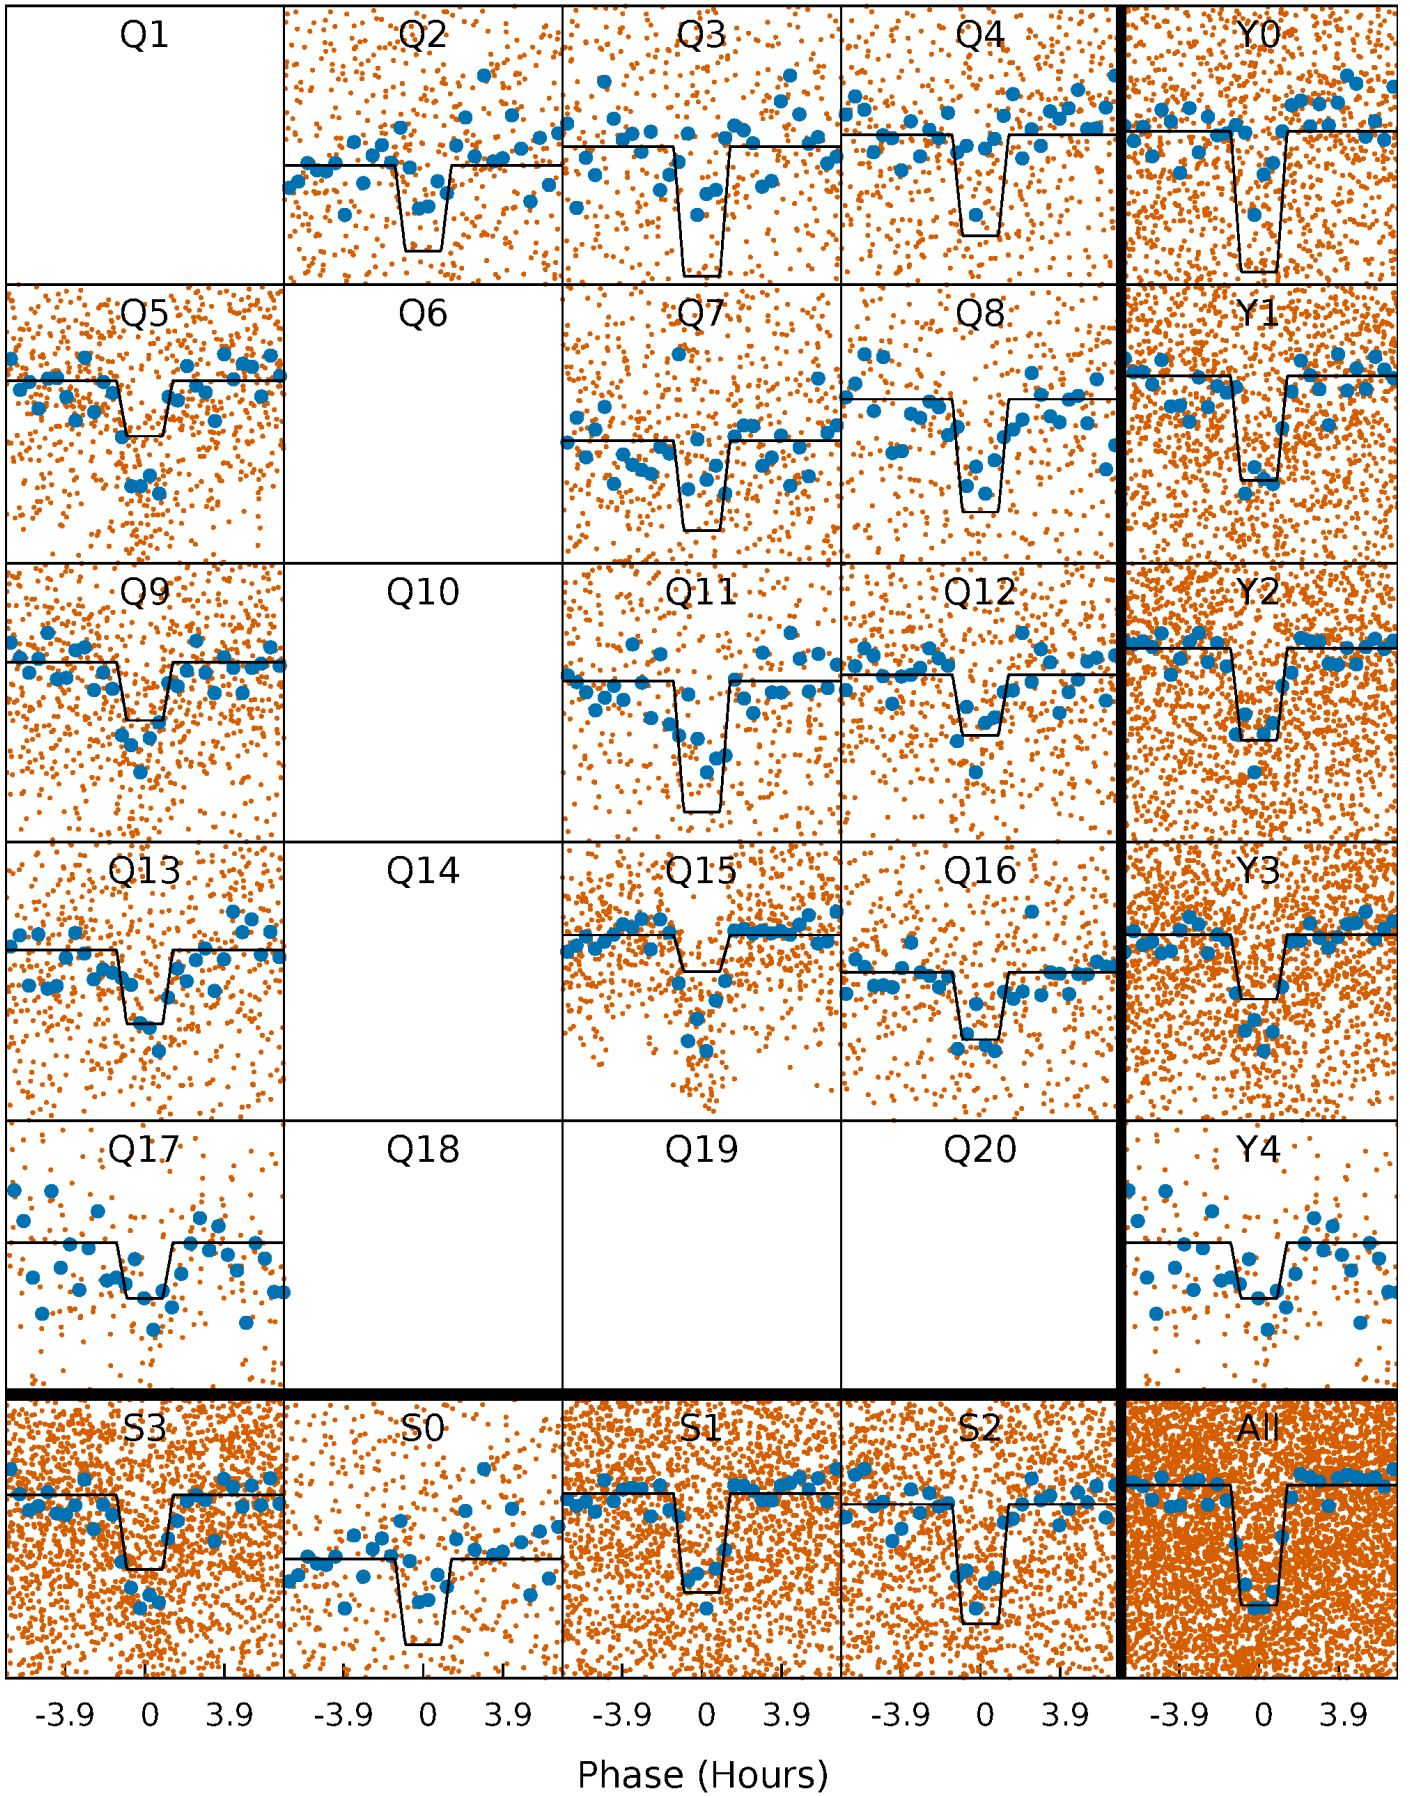 Q1 Q2 Q3 Q4 Y0
Q5 Q6 Q7 Q8 Y1
Q9 Q10 Q11 Q12 Y2
Q13 Q14 Q15 Q16 Y3
Q17 Q18 Q19 Q20 Y4
S3 S0 S1 S2 All
-3.9 0 3.9 -3.9 0 3.9 -3.9 0 3.9 -3.9 0 3.9 -3.9 0 3.9
Phase (Hours)